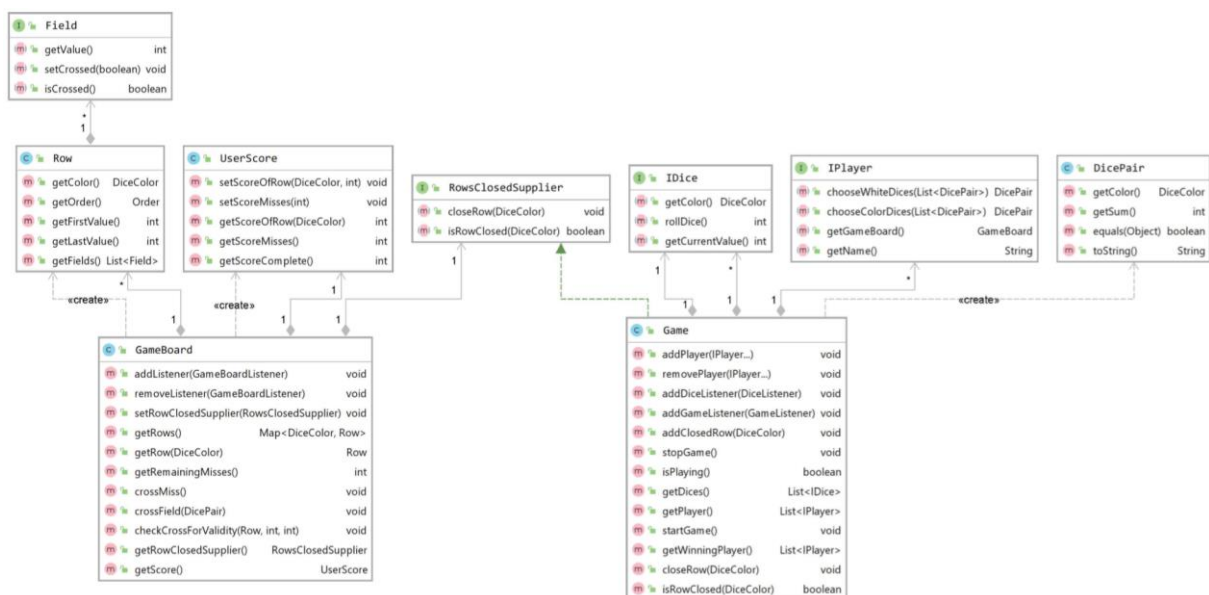 I Field
m getValue() int
m setCrossed(boolean) void
m isCrossed() boolean
*
1
C Row
m getColor() DiceColor
m getOrder() Order
m getFirstValue() int
m getLastValue() int
m getFields() List<Field>
C UserScore
m setScoreOfRow(DiceColor, int) void
m setScoreMisses(int) void
m getScoreOfRow(DiceColor) int
m getScoreMisses() int
m getScoreComplete() int
I RowsClosedSupplier
m closeRow(DiceColor) void
m isRowClosed(DiceColor) boolean
I IDice
m getColor() DiceColor
m rollDice() int
m getCurrentValue() int
I IPlayer
m chooseWhiteDices(List<DicePair>) DicePair
m chooseColorDices(List<DicePair>) DicePair
m getGameBoard() GameBoard
m getName() String
C DicePair
m getColor() DiceColor
m getSum() int
m equals(Object) boolean
m toString() String
1
1
*
*
*
1
«create»
«create»
«create»
1
1
1
1
1
1
C GameBoard
m addListener(GameBoardListener) void
m removeListener(GameBoardListener) void
m setRowClosedSupplier(RowsClosedSupplier) void
m getRows() Map<DiceColor, Row>
m getRow(DiceColor) Row
m getRemainingMisses() int
m crossMiss() void
m crossField(DicePair) void
m checkCrossForValidity(Row, int, int) void
m getRowClosedSupplier() RowsClosedSupplier
m getScore() UserScore
C Game
m addPlayer(IPlayer...) void
m removePlayer(IPlayer...) void
m addDiceListener(DiceListener) void
m addGameListener(GameListener) void
m addClosedRow(DiceColor) void
m stopGame() void
m isPlaying() boolean
m getDices() List<IDice>
m getPlayer() List<IPlayer>
m startGame() void
m getWinningPlayer() List<IPlayer>
m closeRow(DiceColor) void
m isRowClosed(DiceColor) boolean